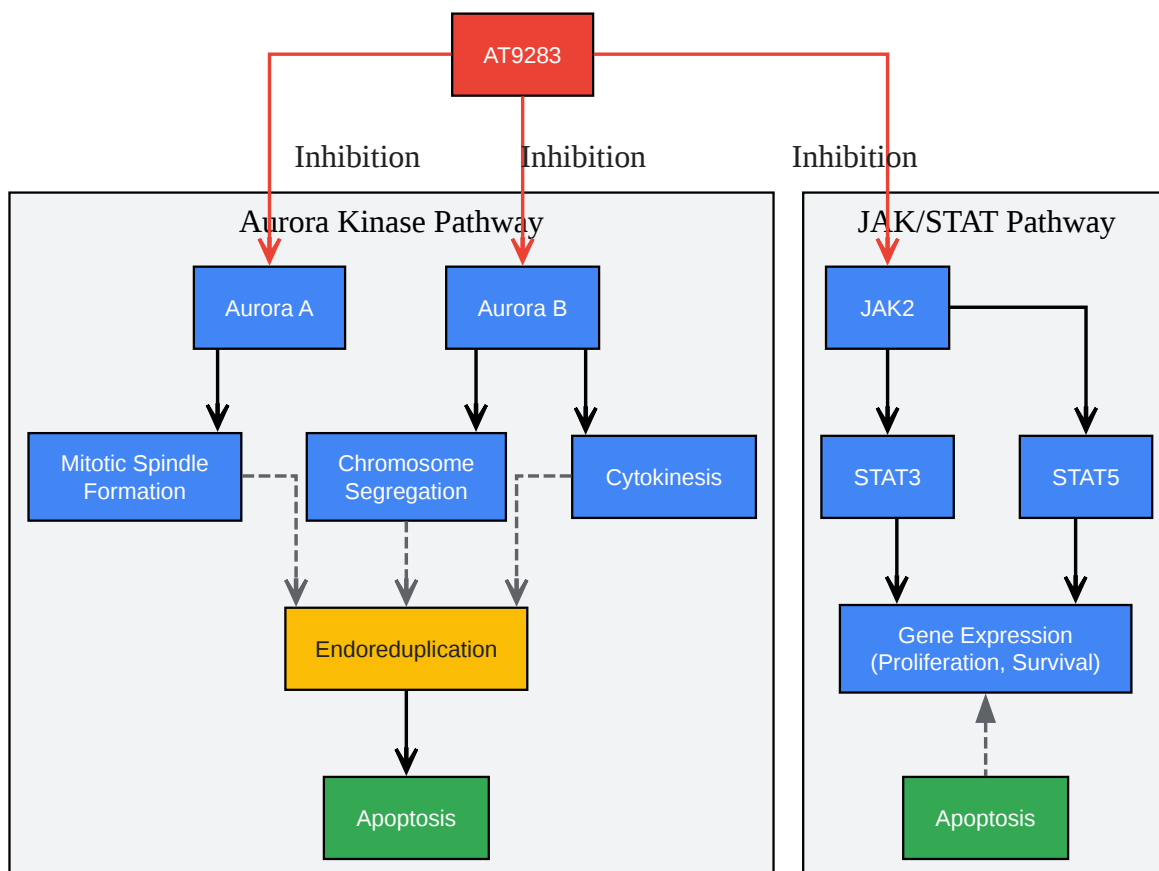 AT9283
Inhibition
Inhibition
Inhibition
Aurora Kinase Pathway
JAK/STAT Pathway
Aurora A
Aurora B
JAK2
Mitotic Spindle
Formation
Chromosome
Segregation
Cytokinesis
STAT3
STAT5
Endoreduplication
Gene Expression
(Proliferation, Survival)
Apoptosis
Apoptosis